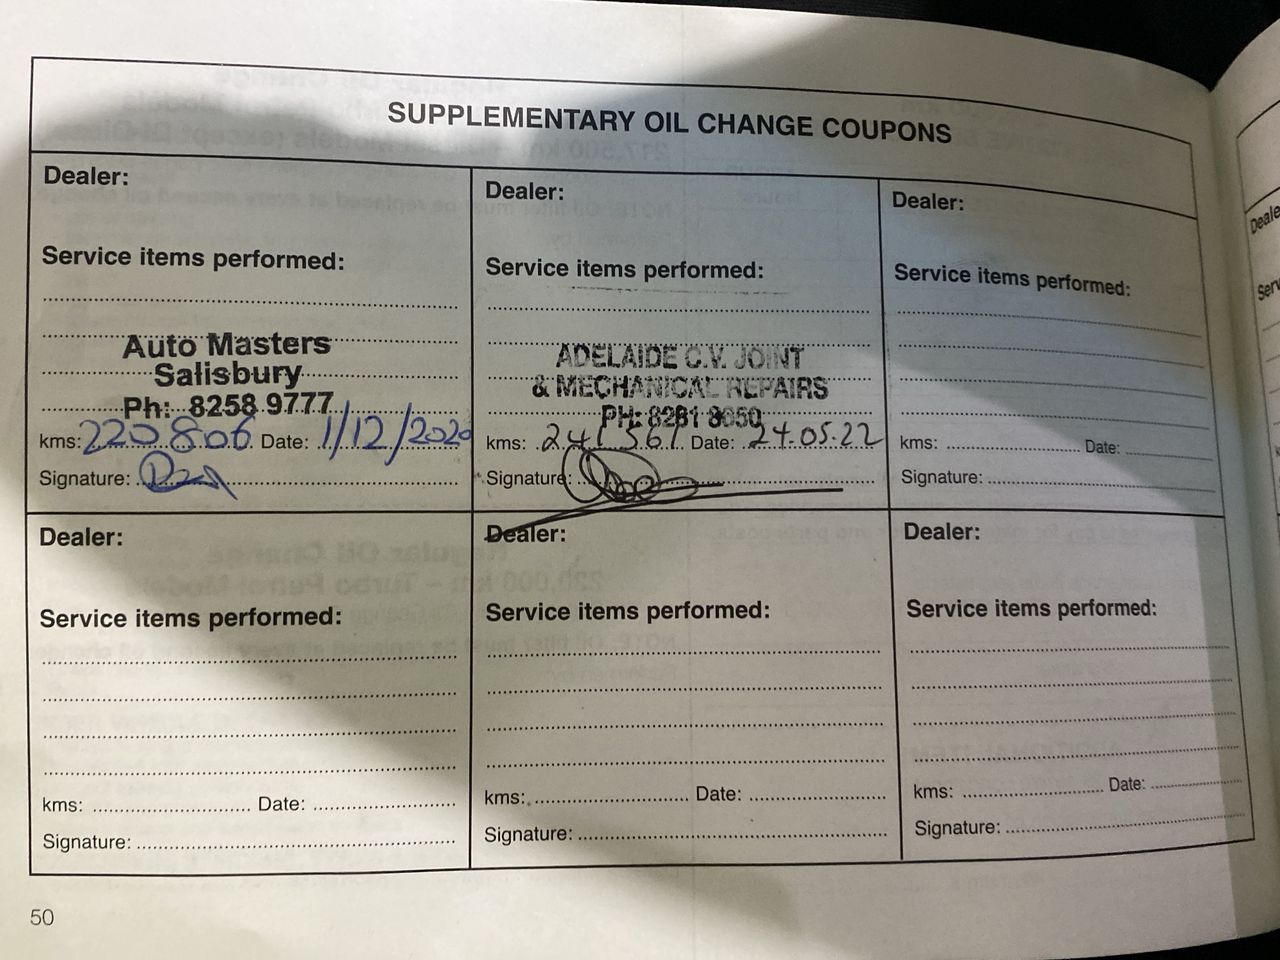 SUPPLEMENTARY OIL CHANGE COUPONS
Dealer:
Service items performed:
Auto Masters
Salisbury
Ph: 8258 9777
kms: 220806 Date: 1/12/2020
Signature:
Dealer:
Service items performed:
ADELAIDE C.V. JOINT
& MECHANICAL REPAIRS
PH: 8281 8650
kms: 241561 Date: 24.05.22
Signature:
Dealer:
Service items performed:
kms: Date:
Signature:
Dealer:
Service items performed:
kms: Date:
Signature:
Dealer:
Service items performed:
kms: Date:
Signature:
Dealer:
Service items performed:
kms: Date:
Signature:
50